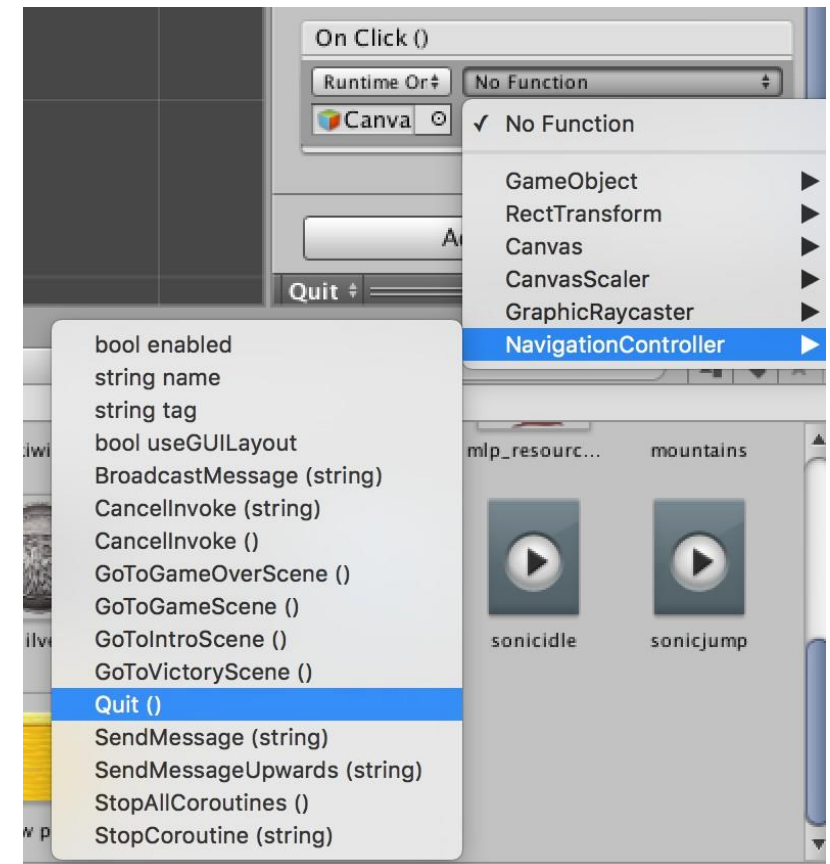 On Click ()
Runtime Or
No Function
Canva
✓ No Function
GameObject
RectTransform
Canvas
CanvasScaler
GraphicRaycaster
NavigationController
Quit
bool enabled
string name
string tag
bool useGUILayout
BroadcastMessage (string)
CancelInvoke (string)
CancelInvoke ()
GoToGameOverScene ()
GoToGameScene ()
GoToIntroScene ()
GoToVictoryScene ()
Quit ()
SendMessage (string)
SendMessageUpwards (string)
StopAllCoroutines ()
StopCoroutine (string)
mlp_resourc...
mountains
sonicidle
sonicjump